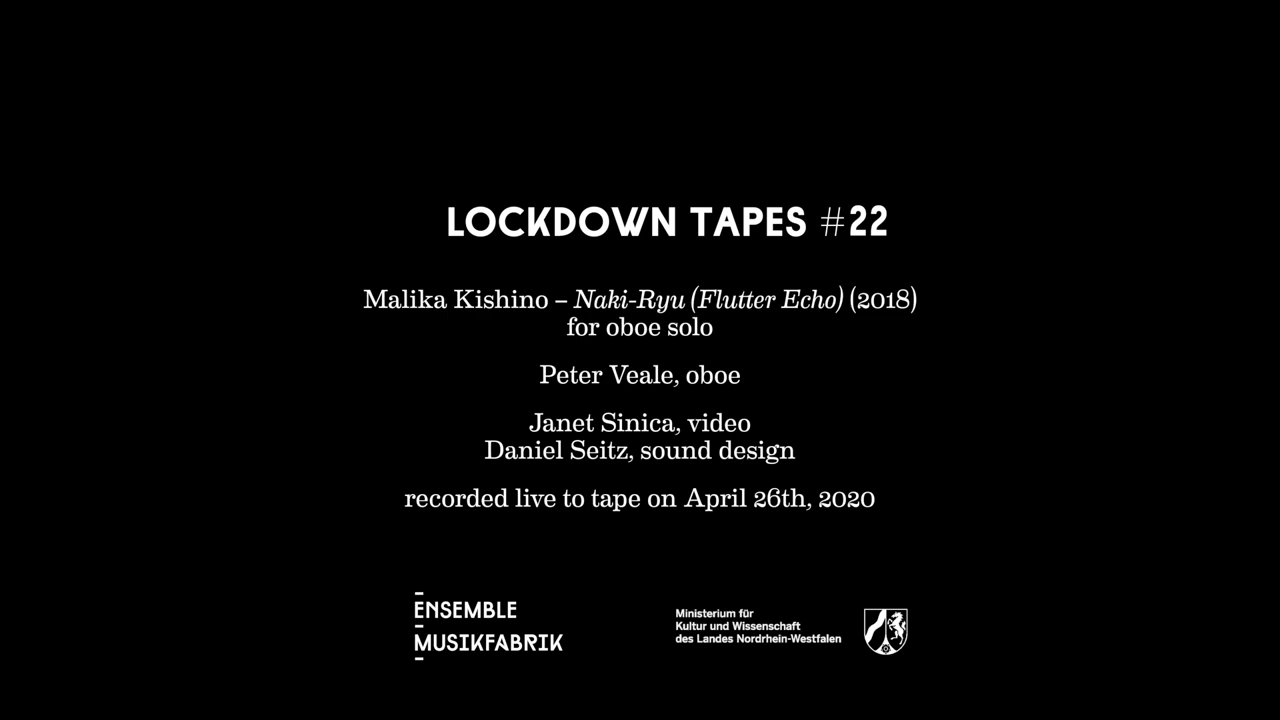 LOCKDOWN TAPES #22
Malika Kishino – Naki-Ryu (Flutter Echo) (2018)
for oboe solo
Peter Veale, oboe
Janet Sinica, video
Daniel Seitz, sound design
recorded live to tape on April 26th, 2020
ENSEMBLE
MUSIKFABRIK
Ministerium für
Kultur und Wissenschaft
des Landes Nordrhein-Westfalen